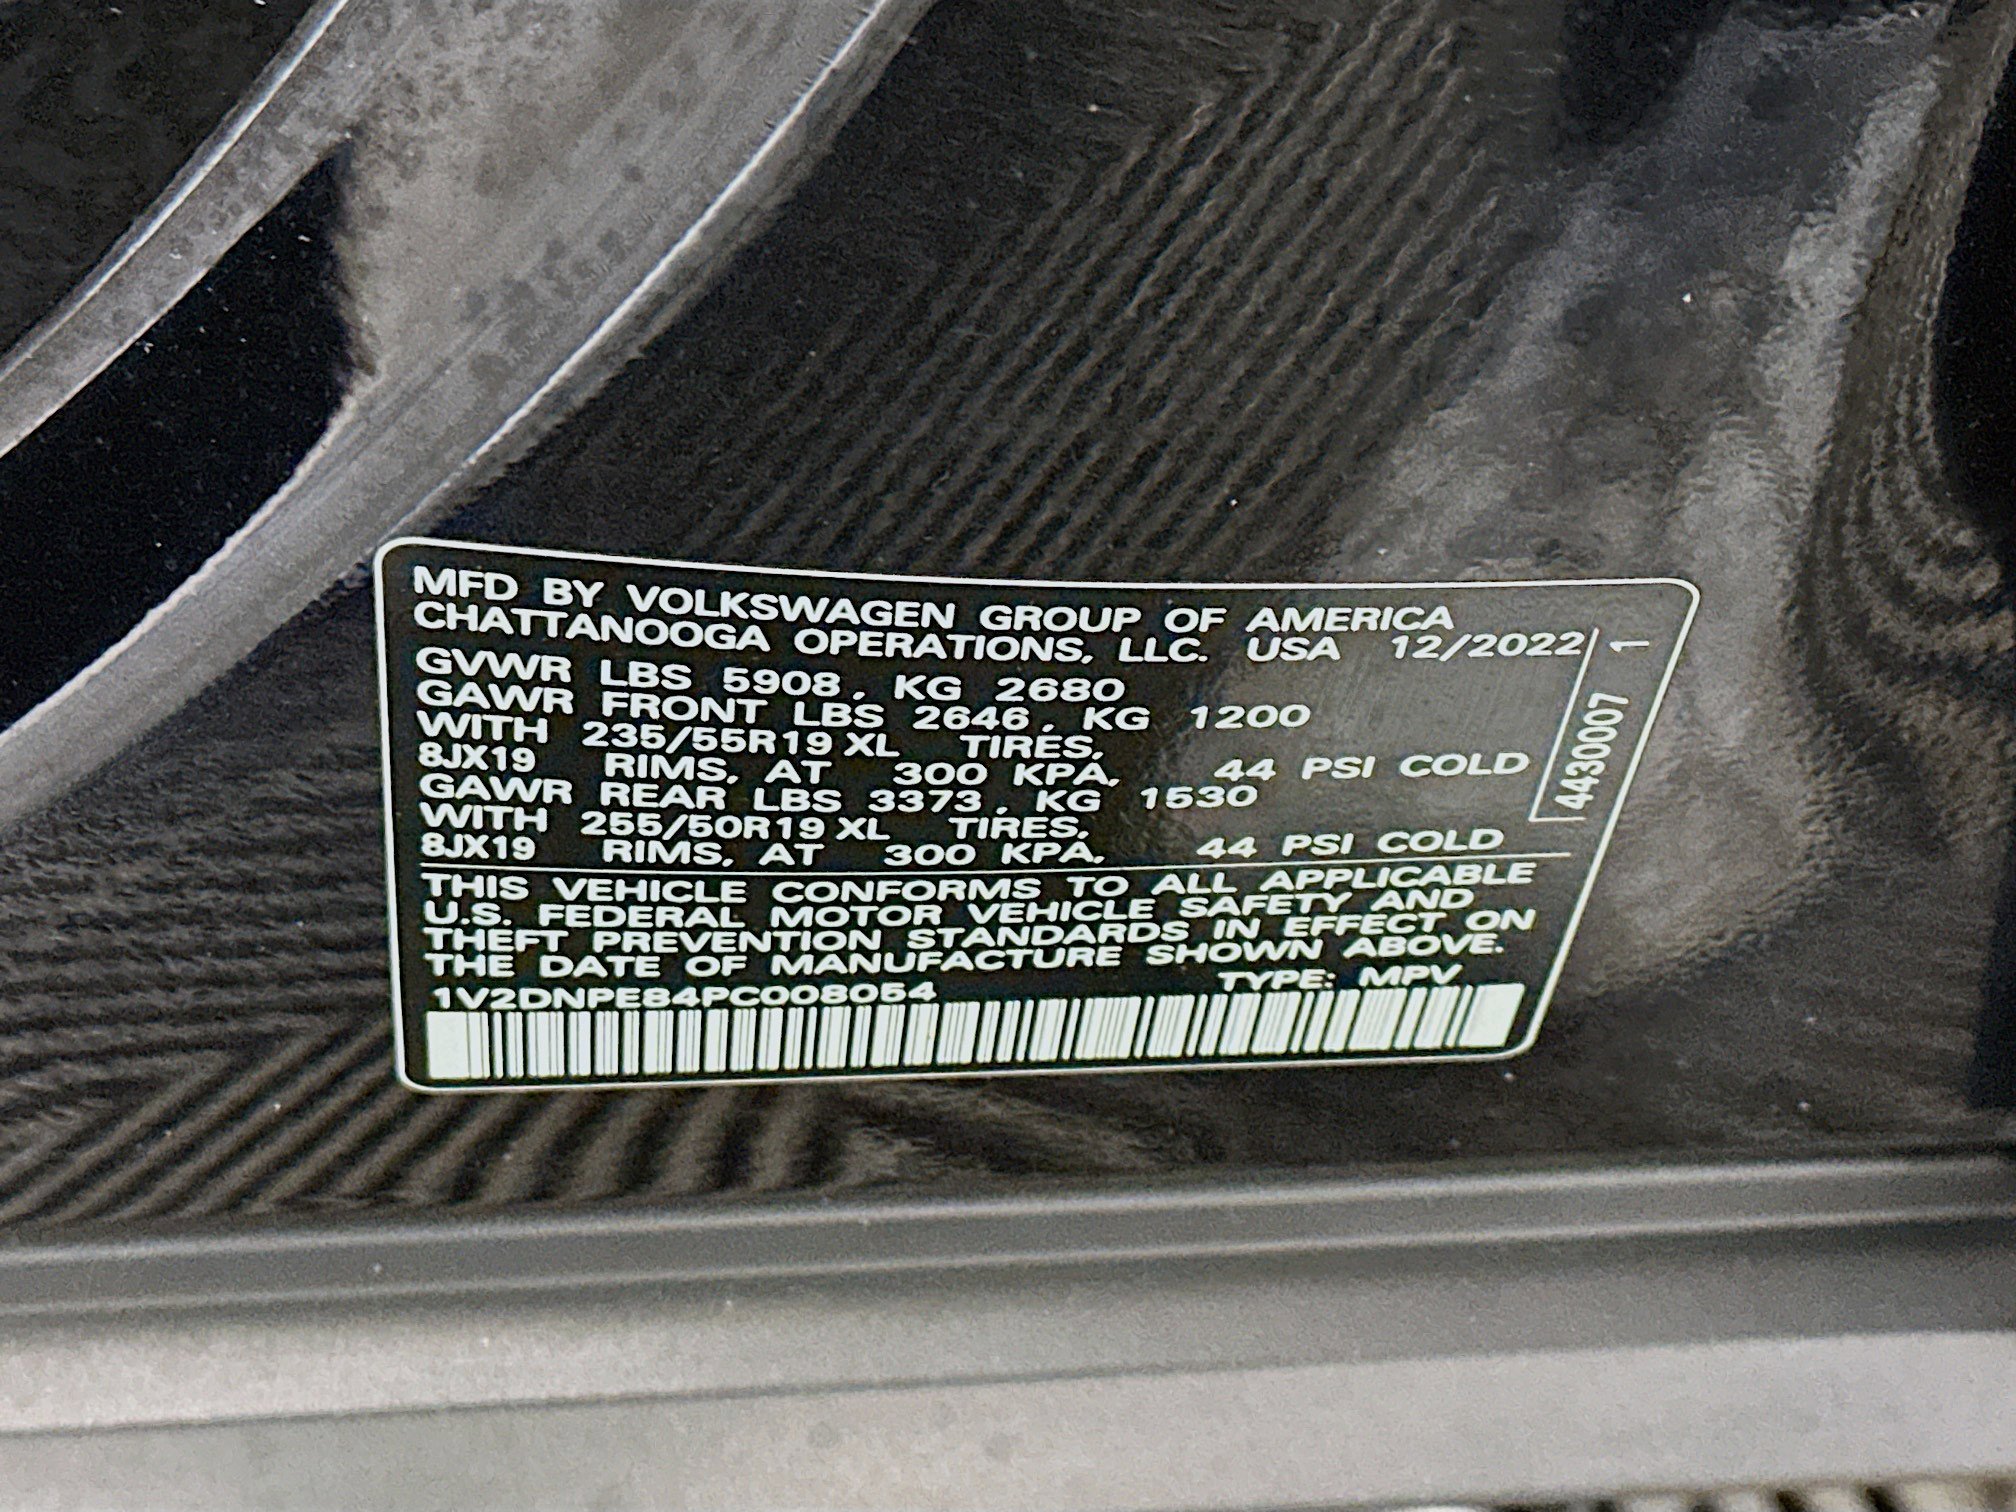 MFD BY VOLKSWAGEN GROUP OF AMERICA
CHATTANOOGA OPERATIONS, LLC. USA 12/2022
GVWR LBS 5908, KG 2680
GAWR FRONT LBS 2646, KG 1200
WITH 235/55R19 XL TIRES,
8JX19 RIMS, AT 300 KPA, 44 PSI COLD
GAWR REAR LBS 3373, KG 1530
WITH 255/50R19 XL TIRES,
8JX19 RIMS, AT 300 KPA, 44 PSI COLD
4430007 1
THIS VEHICLE CONFORMS TO ALL APPLICABLE
U.S. FEDERAL MOTOR VEHICLE SAFETY AND
THEFT PREVENTION STANDARDS IN EFFECT ON
THE DATE OF MANUFACTURE SHOWN ABOVE.
1V2DNPE84PC008054 TYPE: MPV